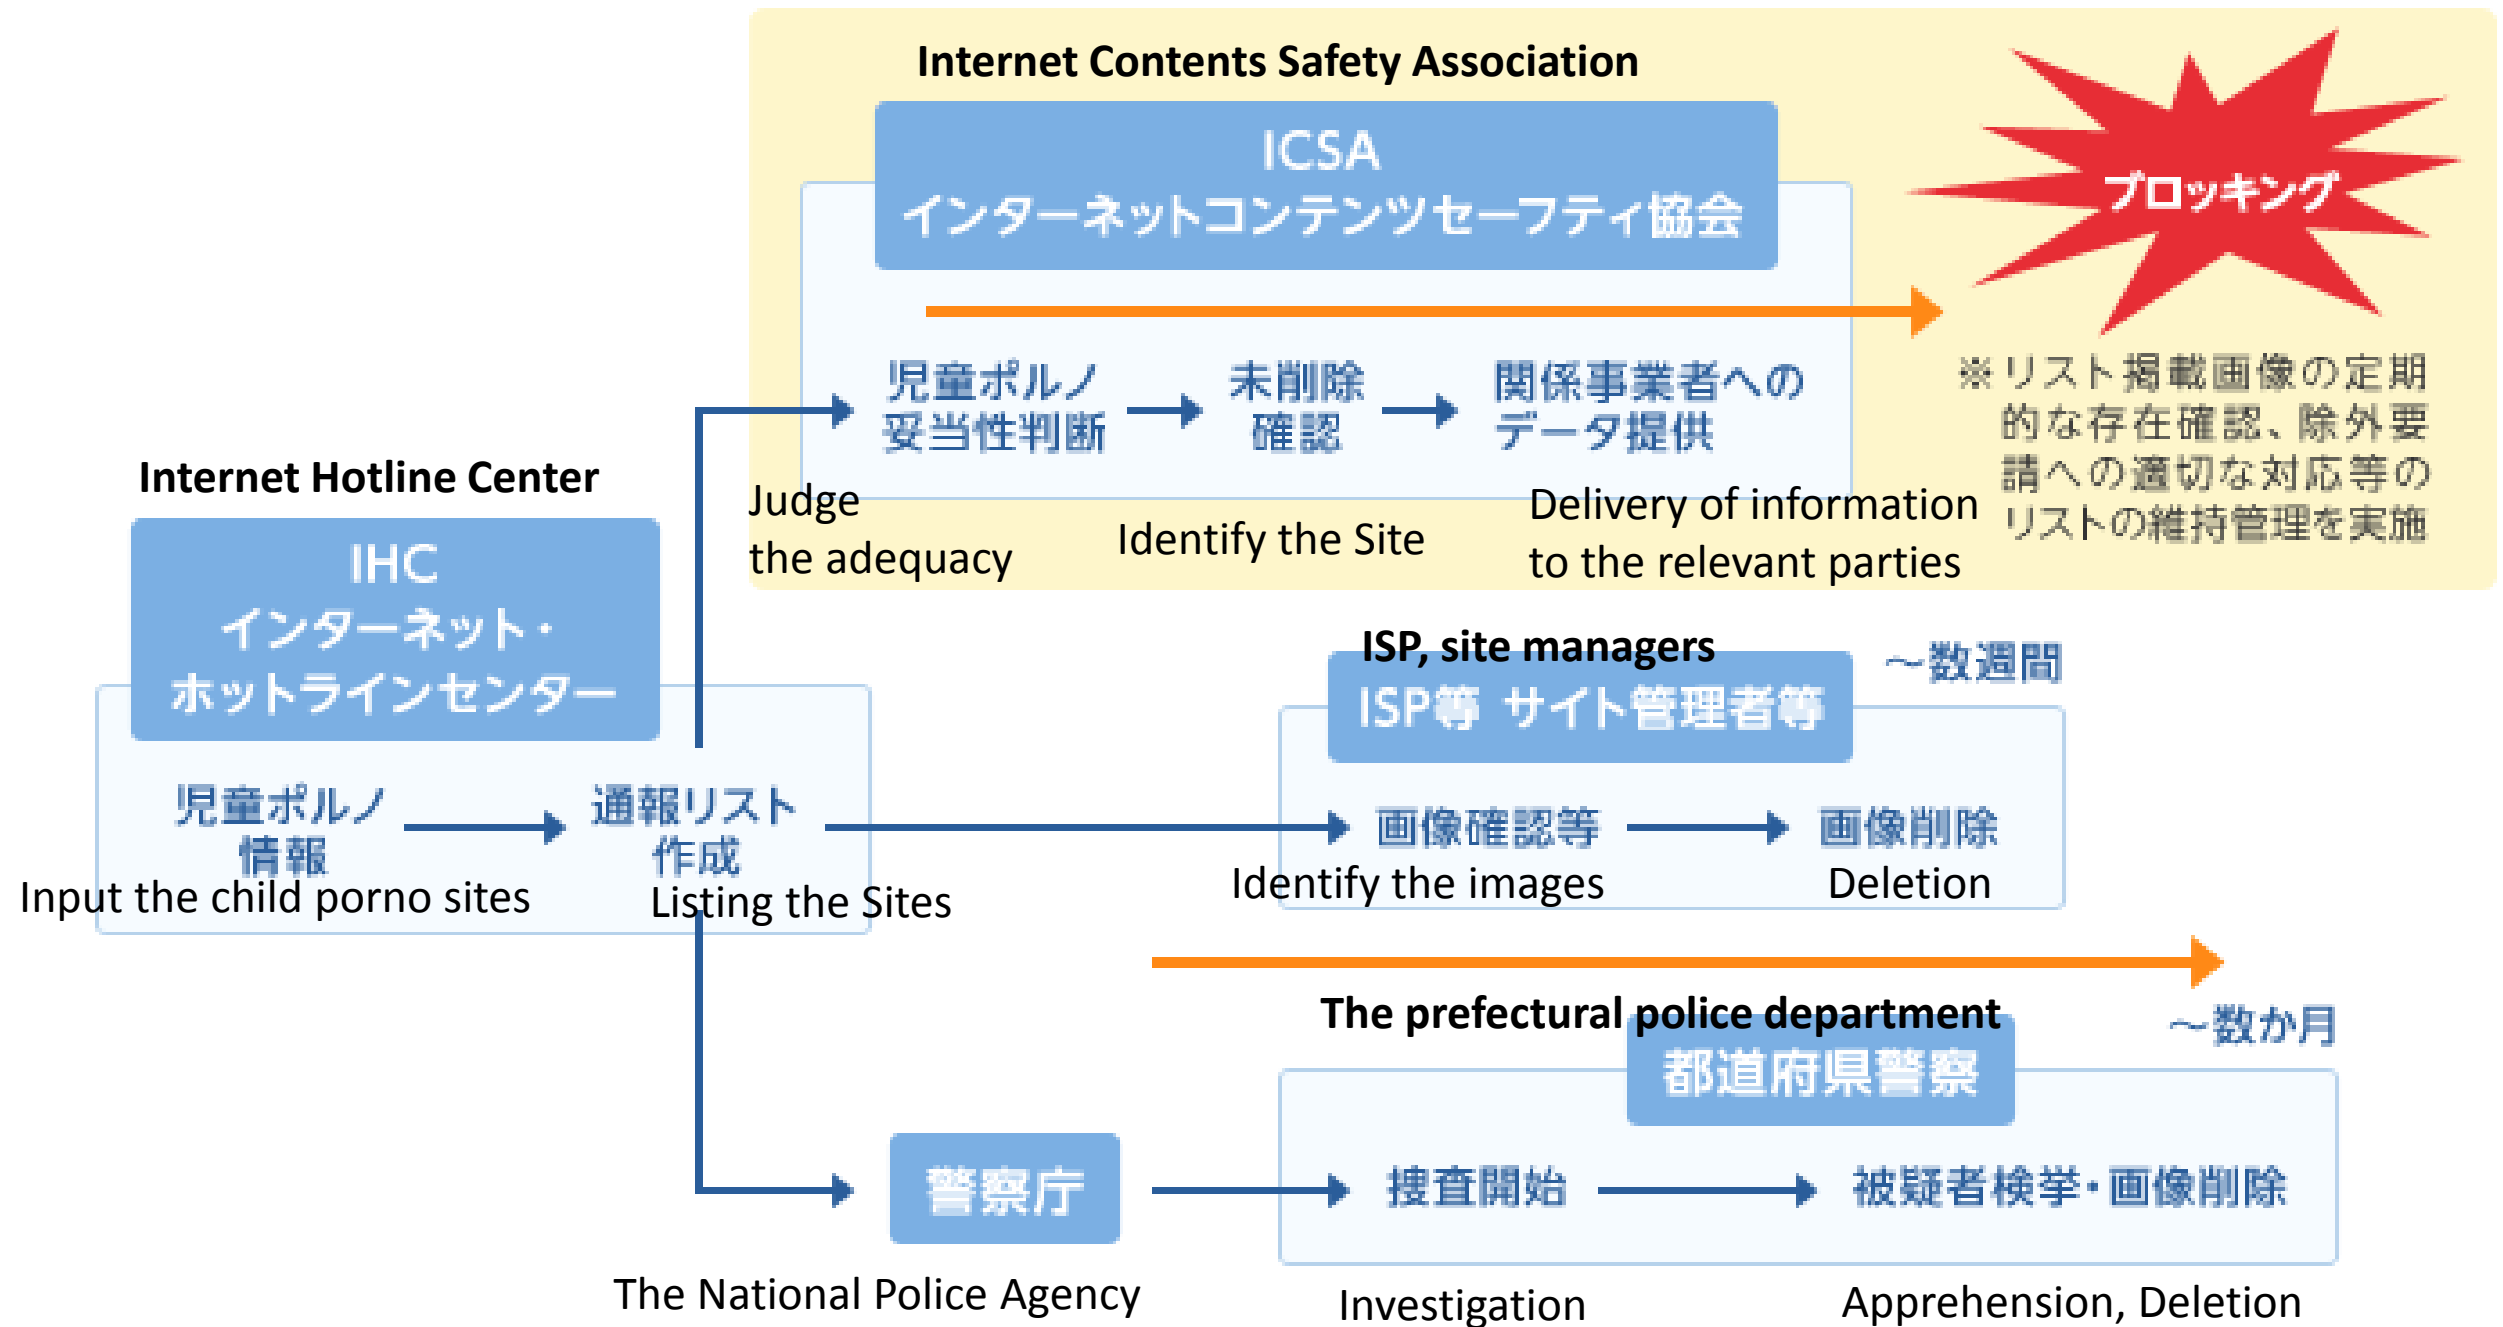 Internet Contents Safety Association
ICSA
インターネットコンテンツセーフティ協会
ブロッキング
児童ポルノ
妥当性判断
未削除
確認
関係事業者への
データ提供
※リスト掲載画像の定期
的な存在確認、除外要
請への適切な対応等の
リストの維持管理を実施
Judge
the adequacy
Identify the Site
Delivery of information
to the relevant parties
Internet Hotline Center
IHC
インターネット・
ホットラインセンター
児童ポルノ
情報
通報リスト
作成
Input the child porno sites
Listing the Sites
ISP, site managers
ISP等 サイト管理者等
～数週間
画像確認等
画像削除
Identify the images
Deletion
The prefectural police department
都道府県警察
～数か月
警察庁
捜査開始
被疑者検挙・画像削除
The National Police Agency
Investigation
Apprehension, Deletion